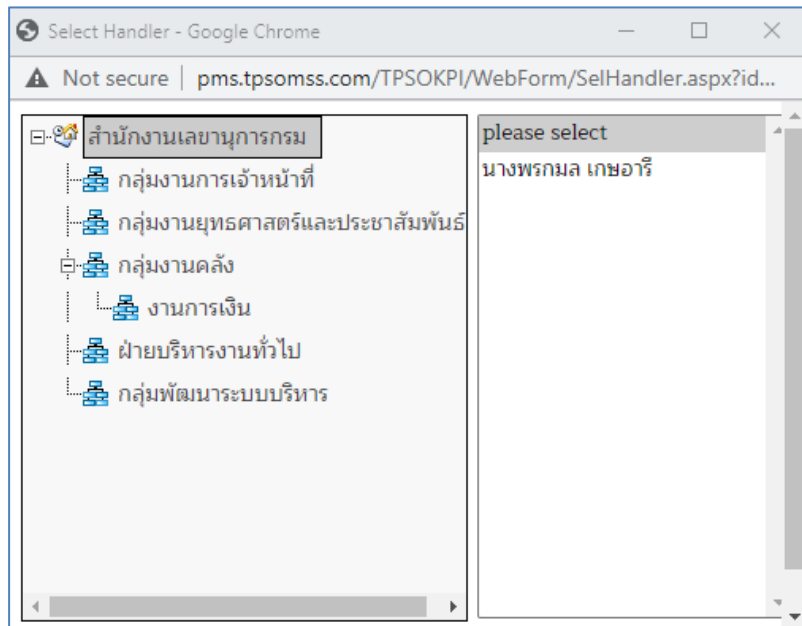 Select Handler - Google Chrome
Not secure | pms.tpsomss.com/TPSOKPI/WebForm/SelHandler.aspx?id...
สำนักงานเลขานุการกรม
กลุ่มงานการเจ้าหน้าที่
กลุ่มงานยุทธศาสตร์และประชาสัมพันธ์
กลุ่มงานคลัง
งานการเงิน
ฝ่ายบริหารงานทั่วไป
กลุ่มพัฒนาระบบบริหาร
please select
นางพรกมล เกษอารี